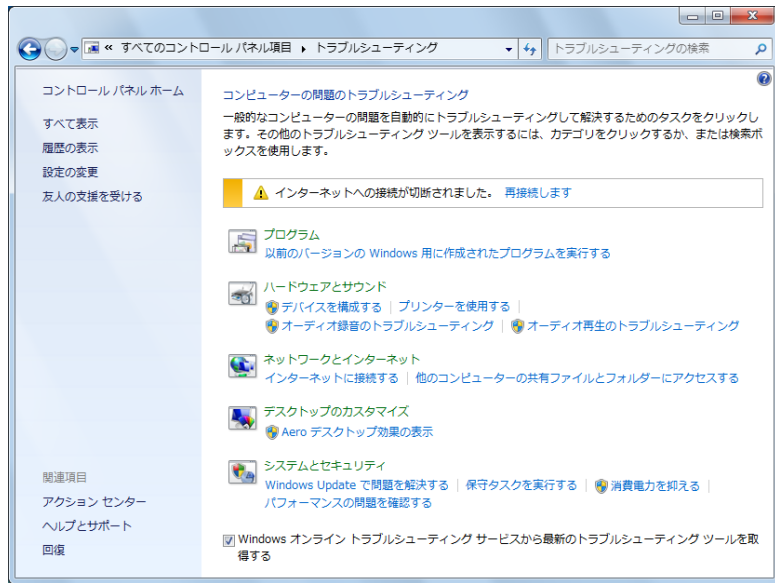 « すべてのコントロール パネル項目 ▸ トラブルシューティング
トラブルシューティングの検索
コントロール パネル ホーム
すべて表示
履歴の表示
設定の変更
友人の支援を受ける
関連項目
アクション センター
ヘルプとサポート
回復
コンピューターの問題のトラブルシューティング
一般的なコンピューターの問題を自動的にトラブルシューティングして解決するためのタスクをクリックし
ます。その他のトラブルシューティング ツールを表示するには、カテゴリをクリックするか、または検索ボ
ックスを使用します。
インターネットへの接続が切断されました。 再接続します
プログラム
以前のバージョンの Windows 用に作成されたプログラムを実行する
ハードウェアとサウンド
デバイスを構成する | プリンターを使用する |
オーディオ録音のトラブルシューティング | オーディオ再生のトラブルシューティング
ネットワークとインターネット
インターネットに接続する | 他のコンピューターの共有ファイルとフォルダーにアクセスする
デスクトップのカスタマイズ
Aero デスクトップ効果の表示
システムとセキュリティ
Windows Update で問題を解決する | 保守タスクを実行する | 消費電力を抑える |
パフォーマンスの問題を確認する
Windows オンライン トラブルシューティング サービスから最新のトラブルシューティング ツールを取
得する